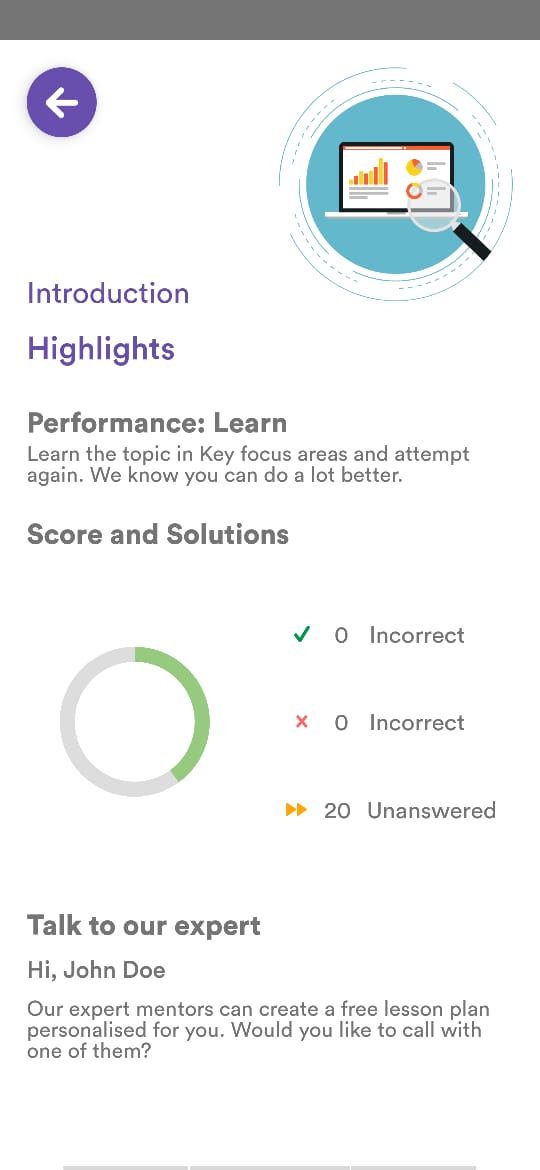 Introduction
Highlights
Performance: Learn
Learn the topic in Key focus areas and attempt
again. We know you can do a lot better.
Score and Solutions
0 Incorrect
0 Incorrect
20 Unanswered
Talk to our expert
Hi, John Doe
Our expert mentors can create a free lesson plan
personalised for you. Would you like to call with
one of them?